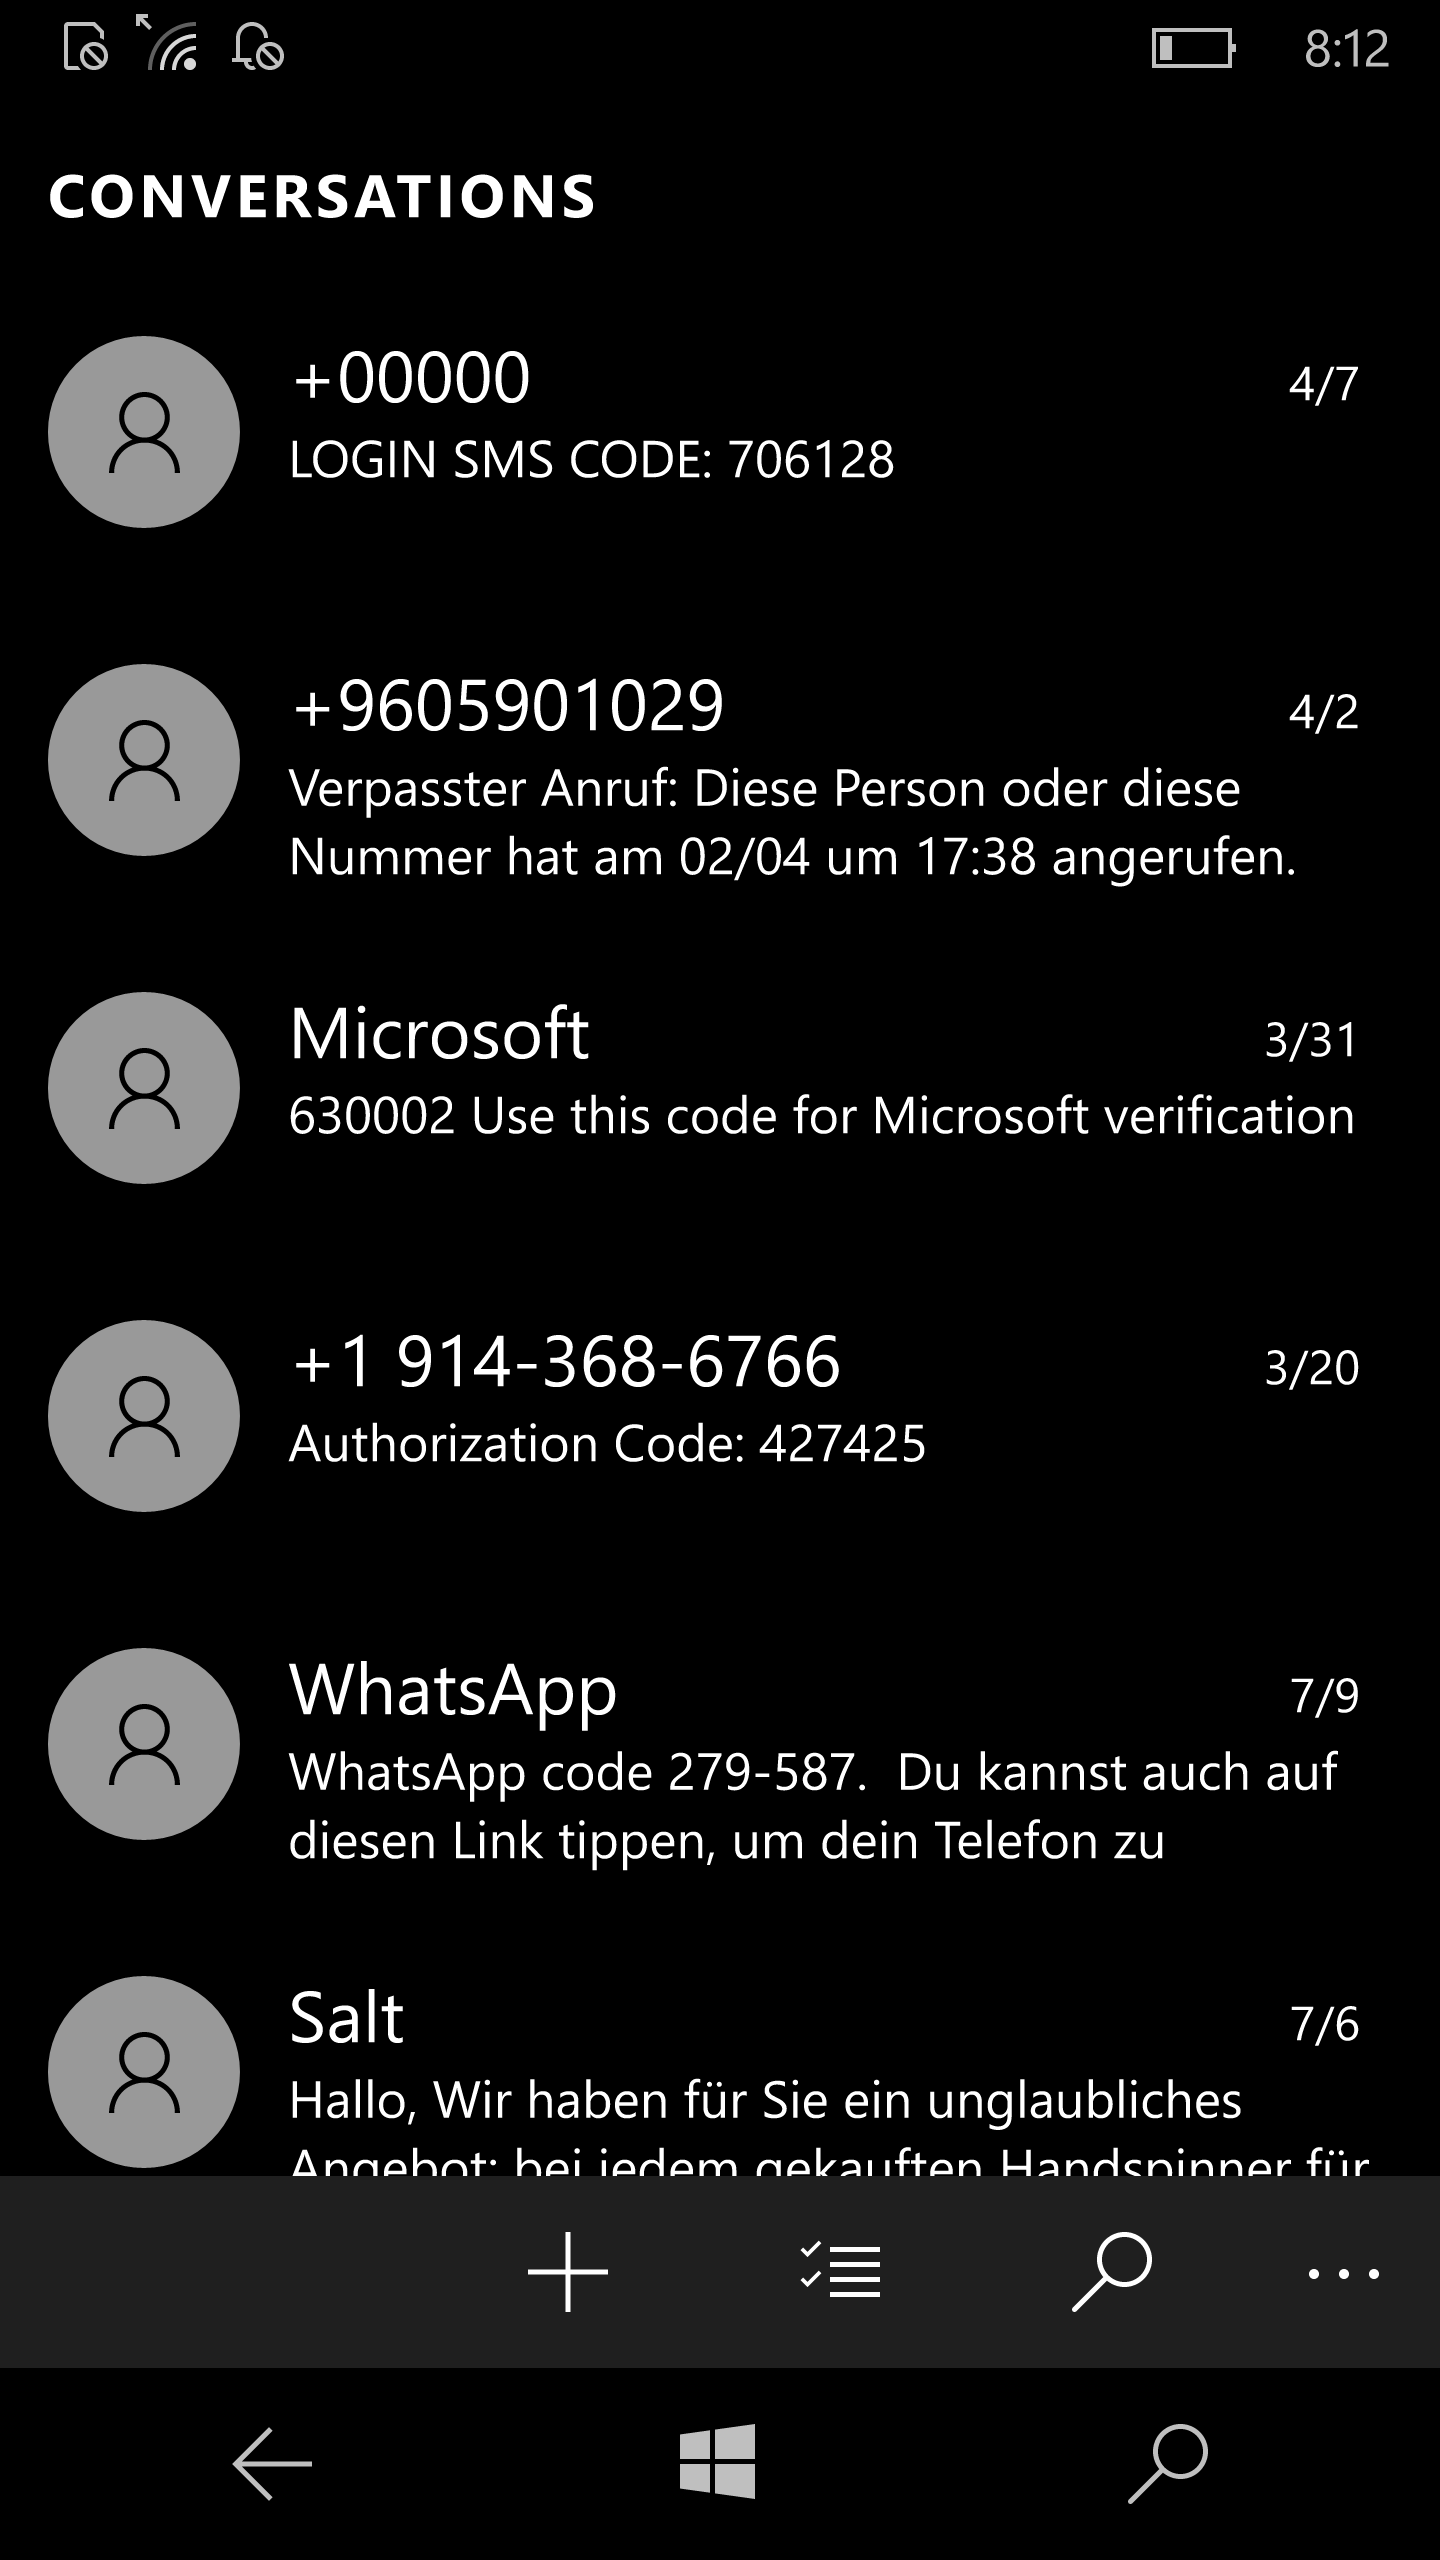 8:12
CONVERSATIONS
+00000 4/7
LOGIN SMS CODE: 706128
+9605901029 4/2
Verpasster Anruf: Diese Person oder diese
Nummer hat am 02/04 um 17:38 angerufen.
Microsoft 3/31
630002 Use this code for Microsoft verification
+1 914-368-6766 3/20
Authorization Code: 427425
WhatsApp 7/9
WhatsApp code 279-587.  Du kannst auch auf
diesen Link tippen, um dein Telefon zu
Salt 7/6
Hallo, Wir haben für Sie ein unglaubliches
Angebot: bei jedem gekauften Handspinner für